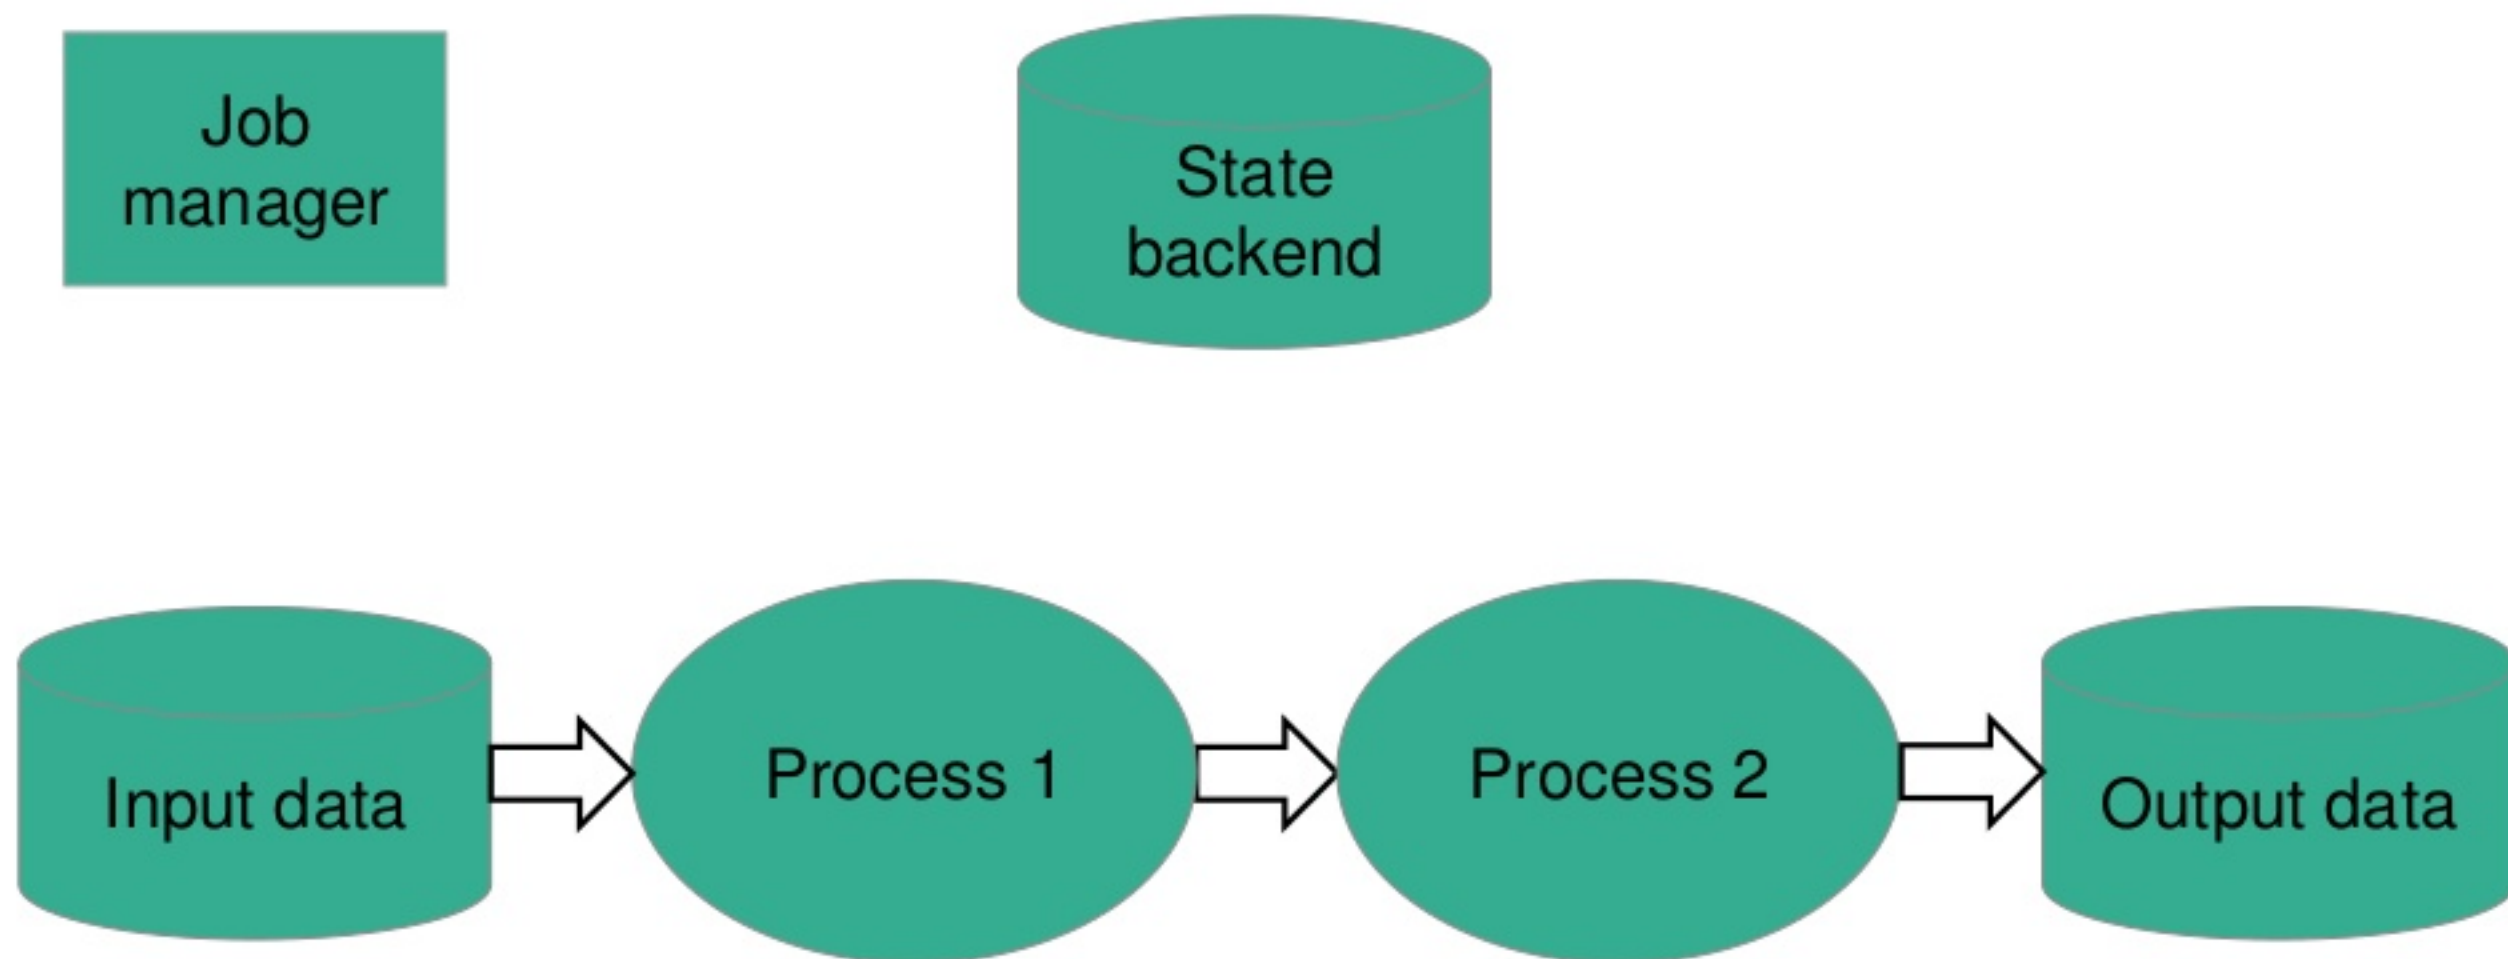 Job
manager
State
backend
Input data
Process 1
Process 2
Output data